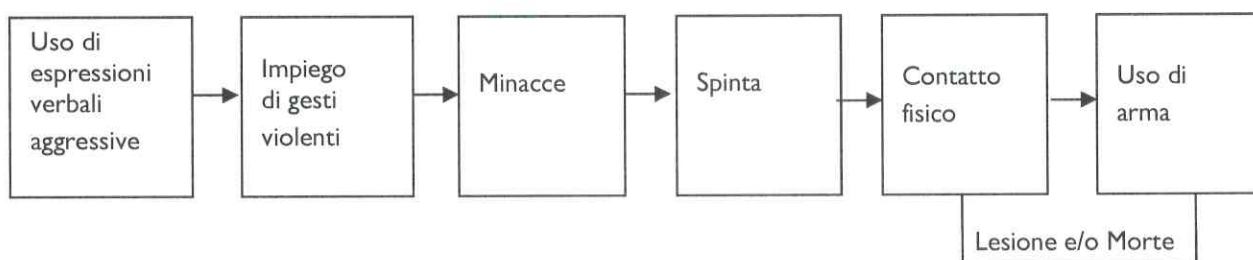 Uso di
espressioni
verbali
aggressive
Impiego
di gesti
violenti
Minacce
Spinta
Contatto
fisico
Uso di
arma
Lesione e/o Morte